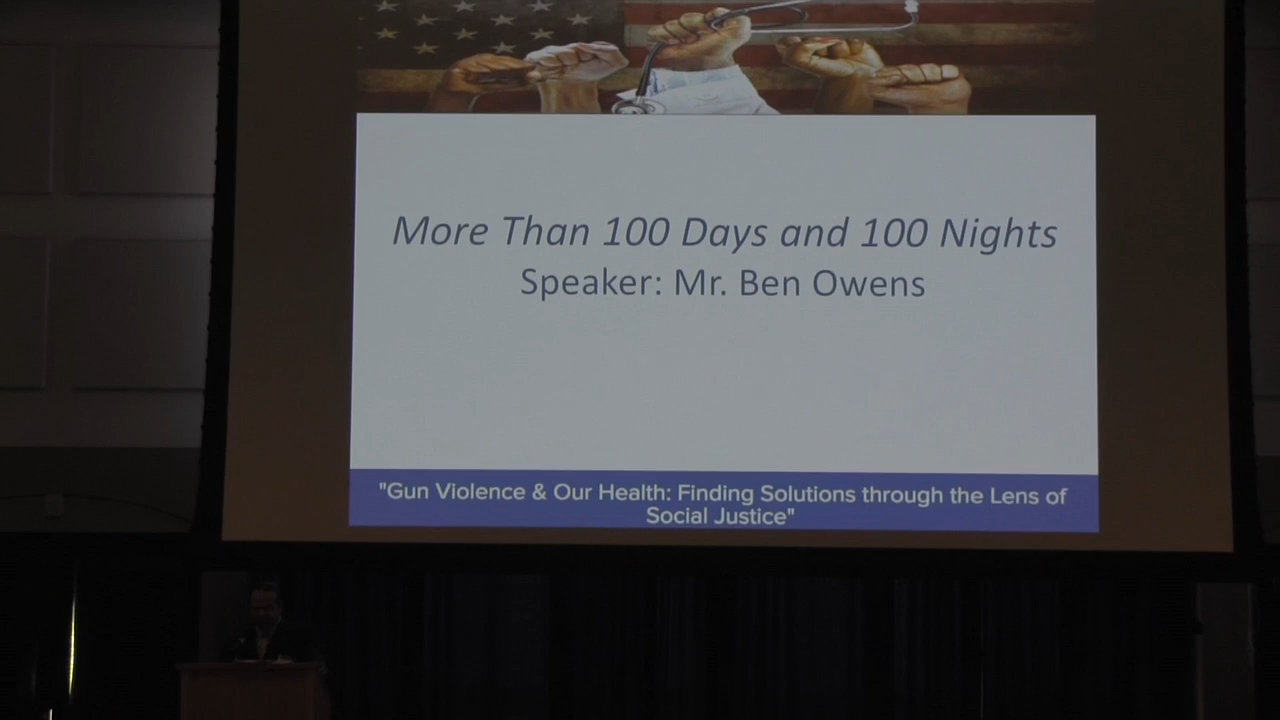 More Than 100 Days and 100 Nights
Speaker: Mr. Ben Owens
"Gun Violence & Our Health: Finding Solutions through the Lens of
Social Justice"